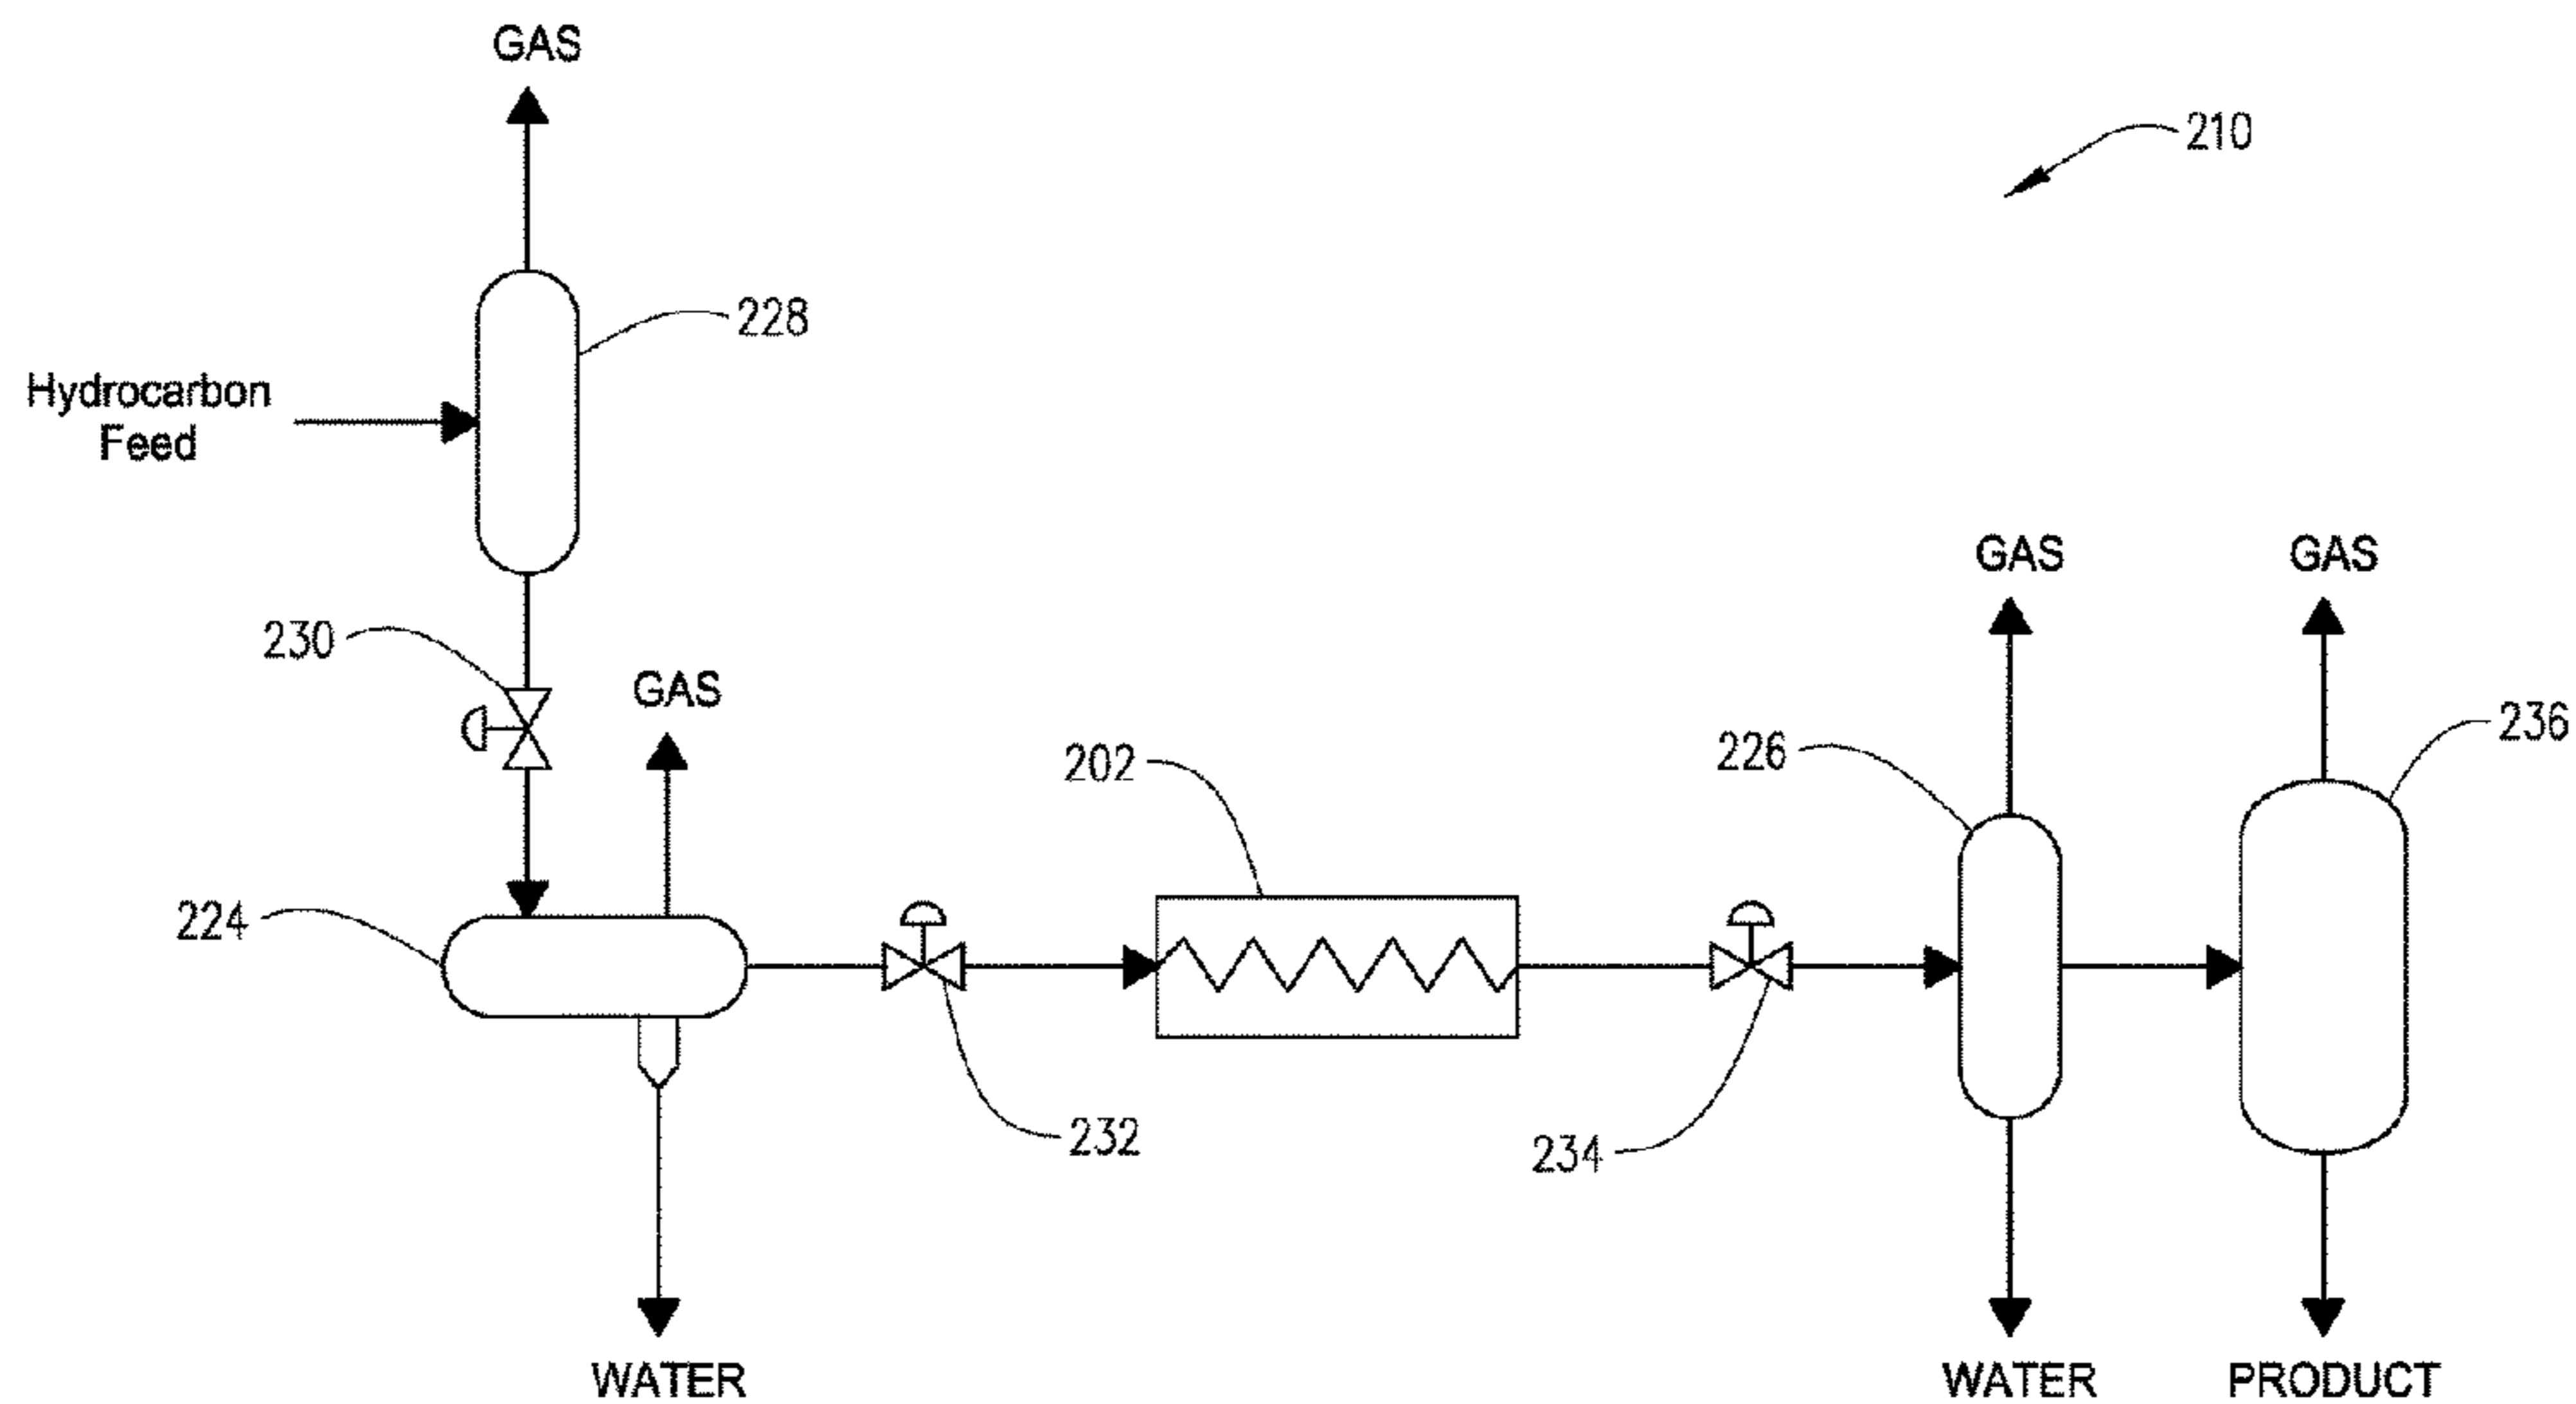 GAS
210
228
Hydrocarbon
Feed
GAS
GAS
230
GAS
236
202
226
224
232
234
WATER
WATER
PRODUCT